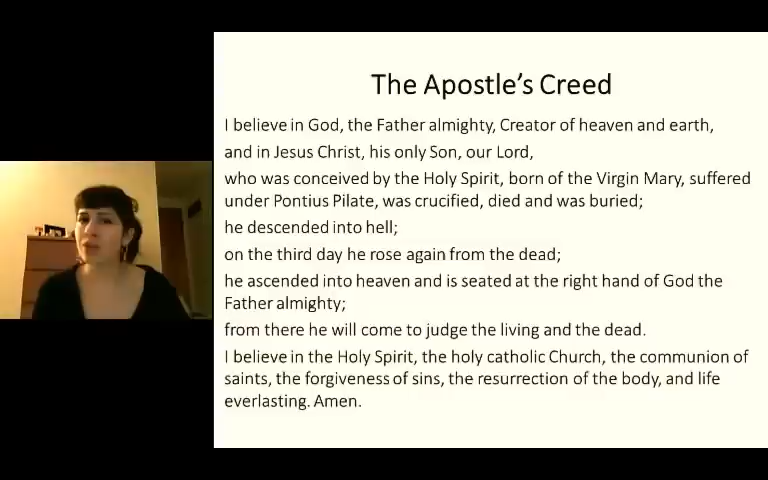 The Apostle's Creed
I believe in God, the Father almighty, Creator of heaven and earth,
and in Jesus Christ, his only Son, our Lord,
who was conceived by the Holy Spirit, born of the Virgin Mary, suffered
under Pontius Pilate, was crucified, died and was buried;
he descended into hell;
on the third day he rose again from the dead;
he ascended into heaven and is seated at the right hand of God the
Father almighty;
from there he will come to judge the living and the dead.
I believe in the Holy Spirit, the holy catholic Church, the communion of
saints, the forgiveness of sins, the resurrection of the body, and life
everlasting. Amen.